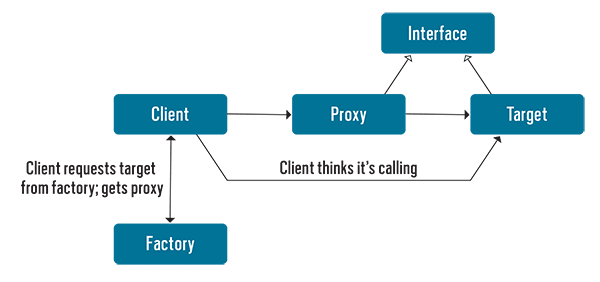 Interface
Client
Proxy
Target
Client requests target
from factory; gets proxy
Client thinks it's calling
Factory